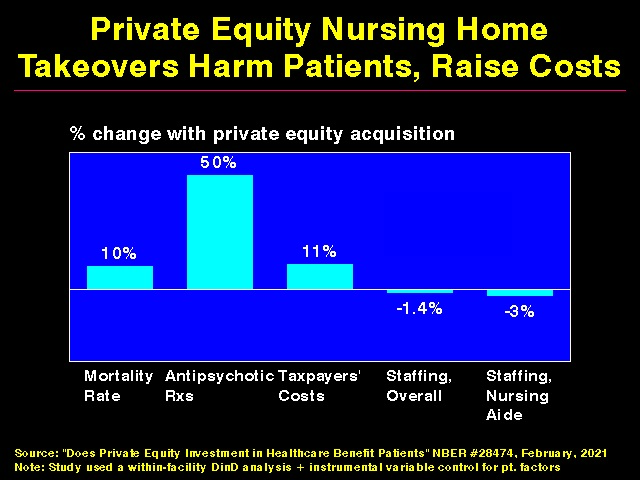 Private Equity Nursing Home
Takeovers Harm Patients, Raise Costs
% change with private equity acquisition
50%
10%
11%
-1.4%
-3%
Mortality Rate
Antipsychotic Rxs
Taxpayers' Costs
Staffing, Overall
Staffing, Nursing Aide
Source: "Does Private Equity Investment in Healthcare Benefit Patients" NBER #28474, February, 2021
Note: Study used a within-facility DinD analysis + instrumental variable control for pt. factors